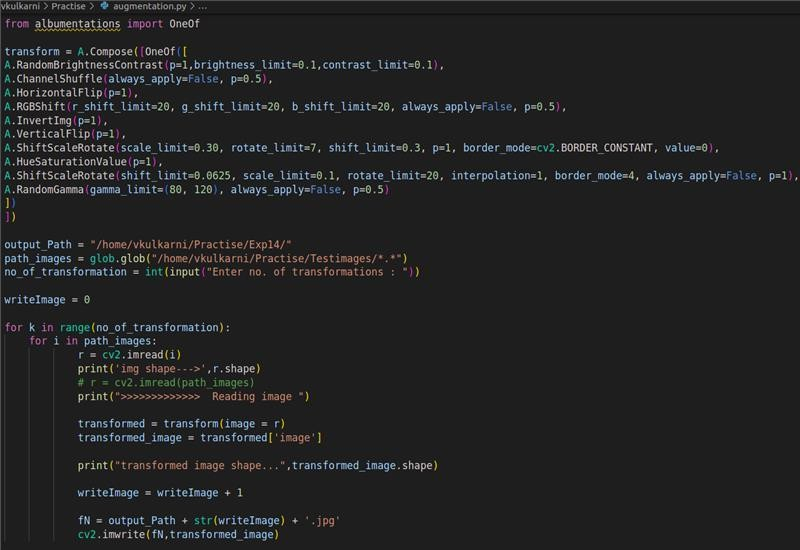 vkulkarni > Practise > augmentation.py > ...
from albumentations import OneOf
transform = A.Compose([OneOf([
A.RandomBrightnessContrast(p=1,brightness_limit=0.1,contrast_limit=0.1),
A.ChannelShuffle(always_apply=False, p=0.5),
A.HorizontalFlip(p=1),
A.RGBShift(r_shift_limit=20, g_shift_limit=20, b_shift_limit=20, always_apply=False, p=0.5),
A.InvertImg(p=1),
A.VerticalFlip(p=1),
A.ShiftScaleRotate(scale_limit=0.30, rotate_limit=7, shift_limit=0.3, p=1, border_mode=cv2.BORDER_CONSTANT, value=0),
A.HueSaturationValue(p=1),
A.ShiftScaleRotate(shift_limit=0.0625, scale_limit=0.1, rotate_limit=20, interpolation=1, border_mode=4, always_apply=False, p=1),
A.RandomGamma(gamma_limit=(80, 120), always_apply=False, p=0.5)
])
])
output_Path = "/home/vkulkarni/Practise/Exp14/"
path_images = glob.glob("/home/vkulkarni/Practise/Testimages/*.*")
no_of_transformation = int(input("Enter no. of transformations : "))
writeImage = 0
for k in range(no_of_transformation):
    for i in path_images:
            r = cv2.imread(i)
            print('img shape--->',r.shape)
            # r = cv2.imread(path_images)
            print(">>>>>>>>>>>>>  Reading image ")
            transformed = transform(image = r)
            transformed_image = transformed['image']
            print("transformed image shape...",transformed_image.shape)
            writeImage = writeImage + 1
            fN = output_Path + str(writeImage) + '.jpg'
            cv2.imwrite(fN,transformed_image)